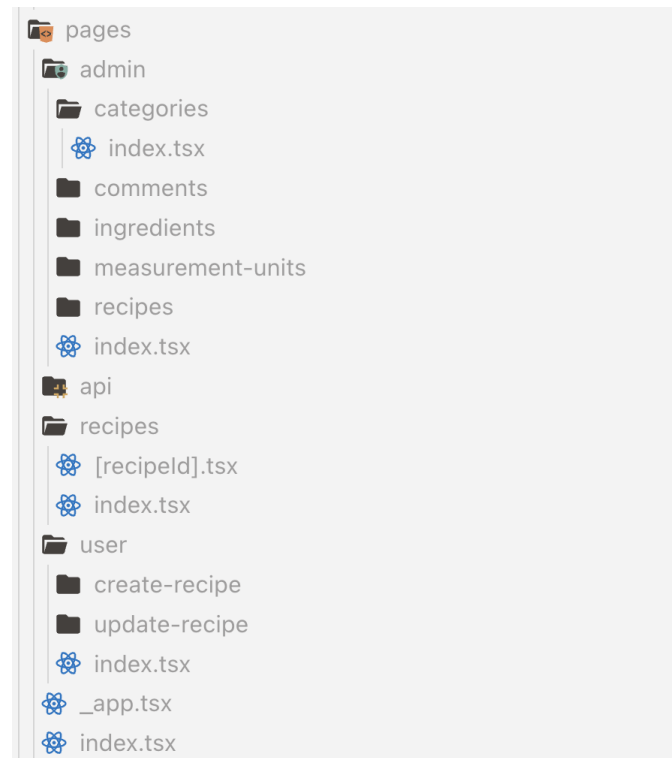 pages
admin
categories
index.tsx
comments
ingredients
measurement-units
recipes
index.tsx
api
recipes
[recipeId].tsx
index.tsx
user
create-recipe
update-recipe
index.tsx
_app.tsx
index.tsx